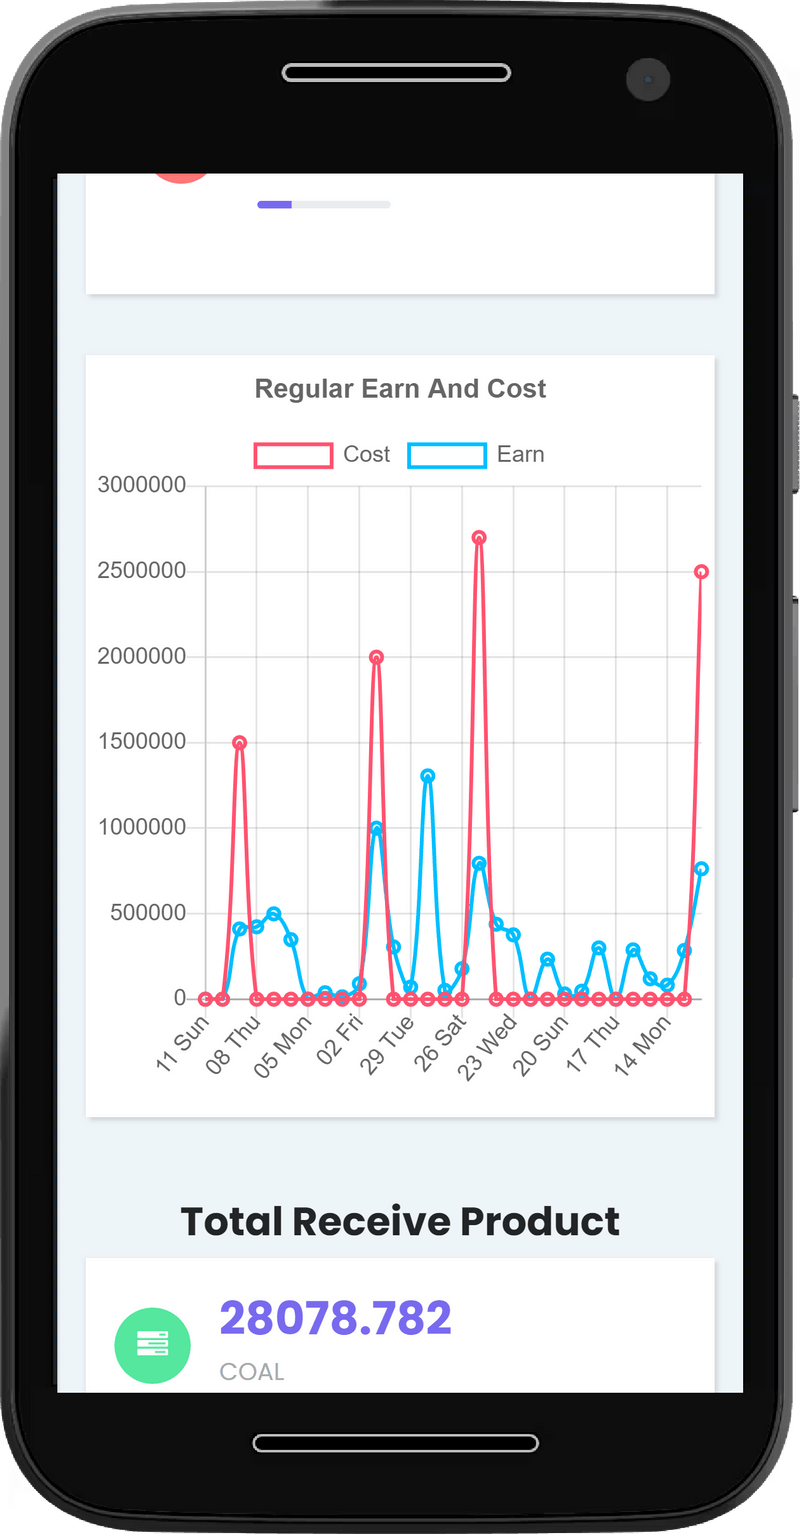 Regular Earn And Cost
Cost Earn
3000000
2500000
2000000
1500000
1000000
500000
0
11 Sun
08 Thu
05 Mon
02 Fri
29 Tue
26 Sat
23 Wed
20 Sun
17 Thu
14 Mon
Total Receive Product
28078.782
COAL